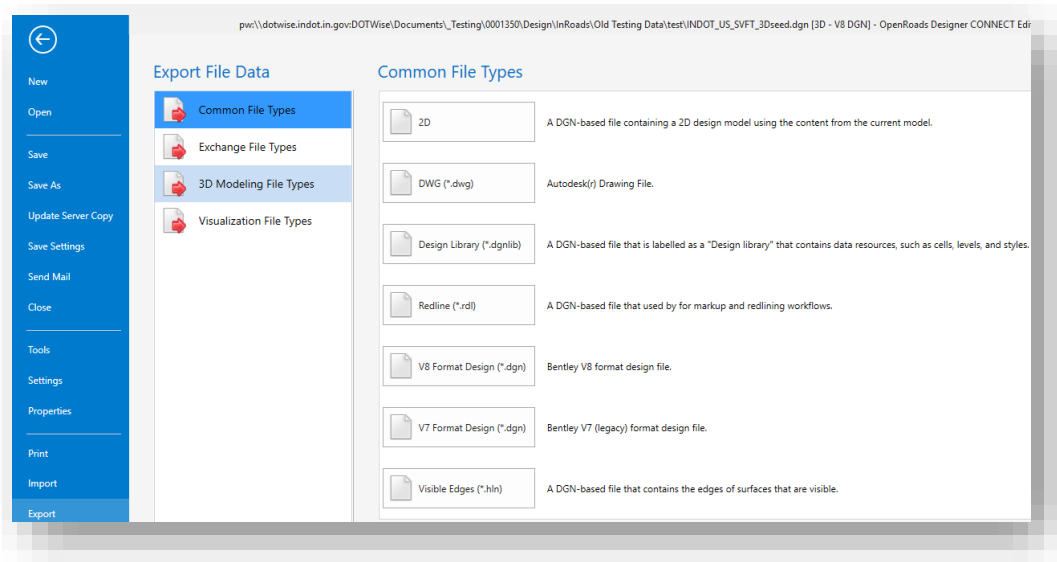 pw:\\dotwise.indot.in.gov:DOTWise\Documents\_Testing\0001350\Design\InRoads\Old Testing Data\test\INDOT_US_SVFT_3Dseed.dgn [3D - V8 DGN] - OpenRoads Designer CONNECT Edi
New
Open
Save
Save As
Update Server Copy
Save Settings
Send Mail
Close
Tools
Settings
Properties
Print
Import
Export
Export File Data
Common File Types
Exchange File Types
3D Modeling File Types
Visualization File Types
Common File Types
2D A DGN-based file containing a 2D design model using the content from the current model.
DWG (*.dwg) Autodesk(r) Drawing File.
Design Library (*.dgnlib) A DGN-based file that is labelled as a "Design library" that contains data resources, such as cells, levels, and styles.
Redline (*.rdl) A DGN-based file that used by for markup and redlining workflows.
V8 Format Design (*.dgn) Bentley V8 format design file.
V7 Format Design (*.dgn) Bentley V7 (legacy) format design file.
Visible Edges (*.hln) A DGN-based file that contains the edges of surfaces that are visible.